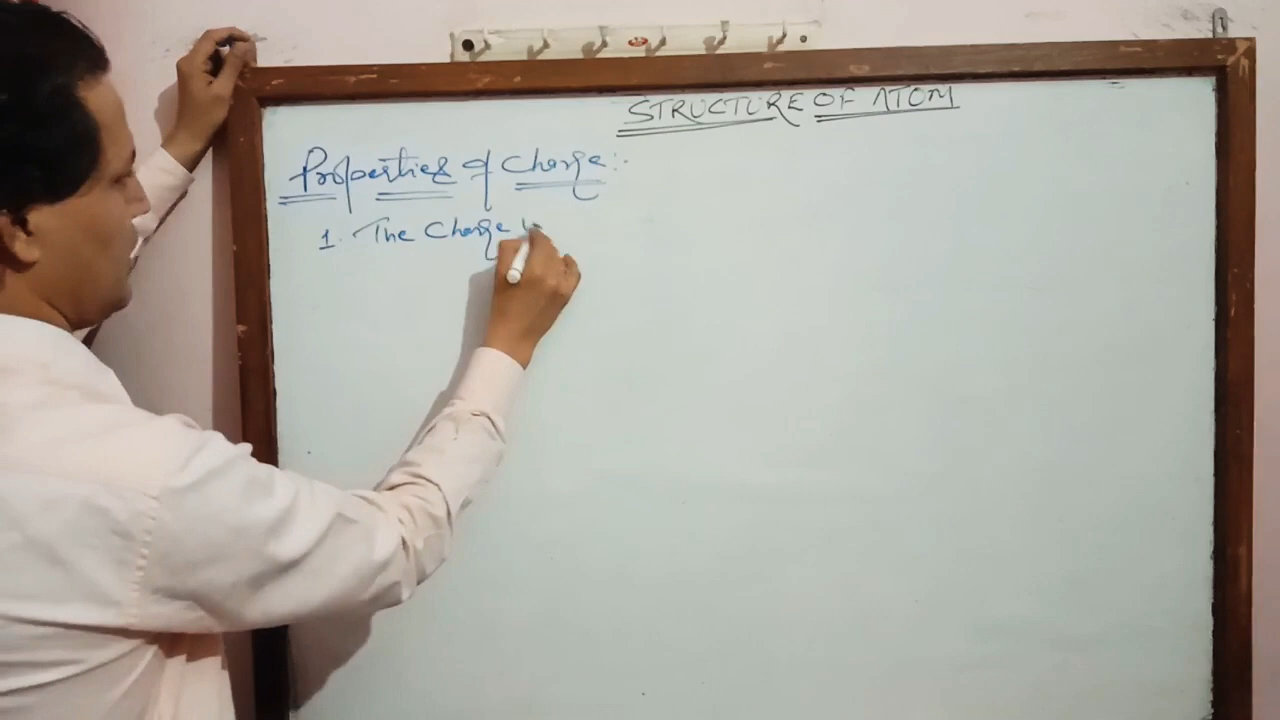 STRUCTURE OF ATOM
Properties of Charge:-
1. The Charge